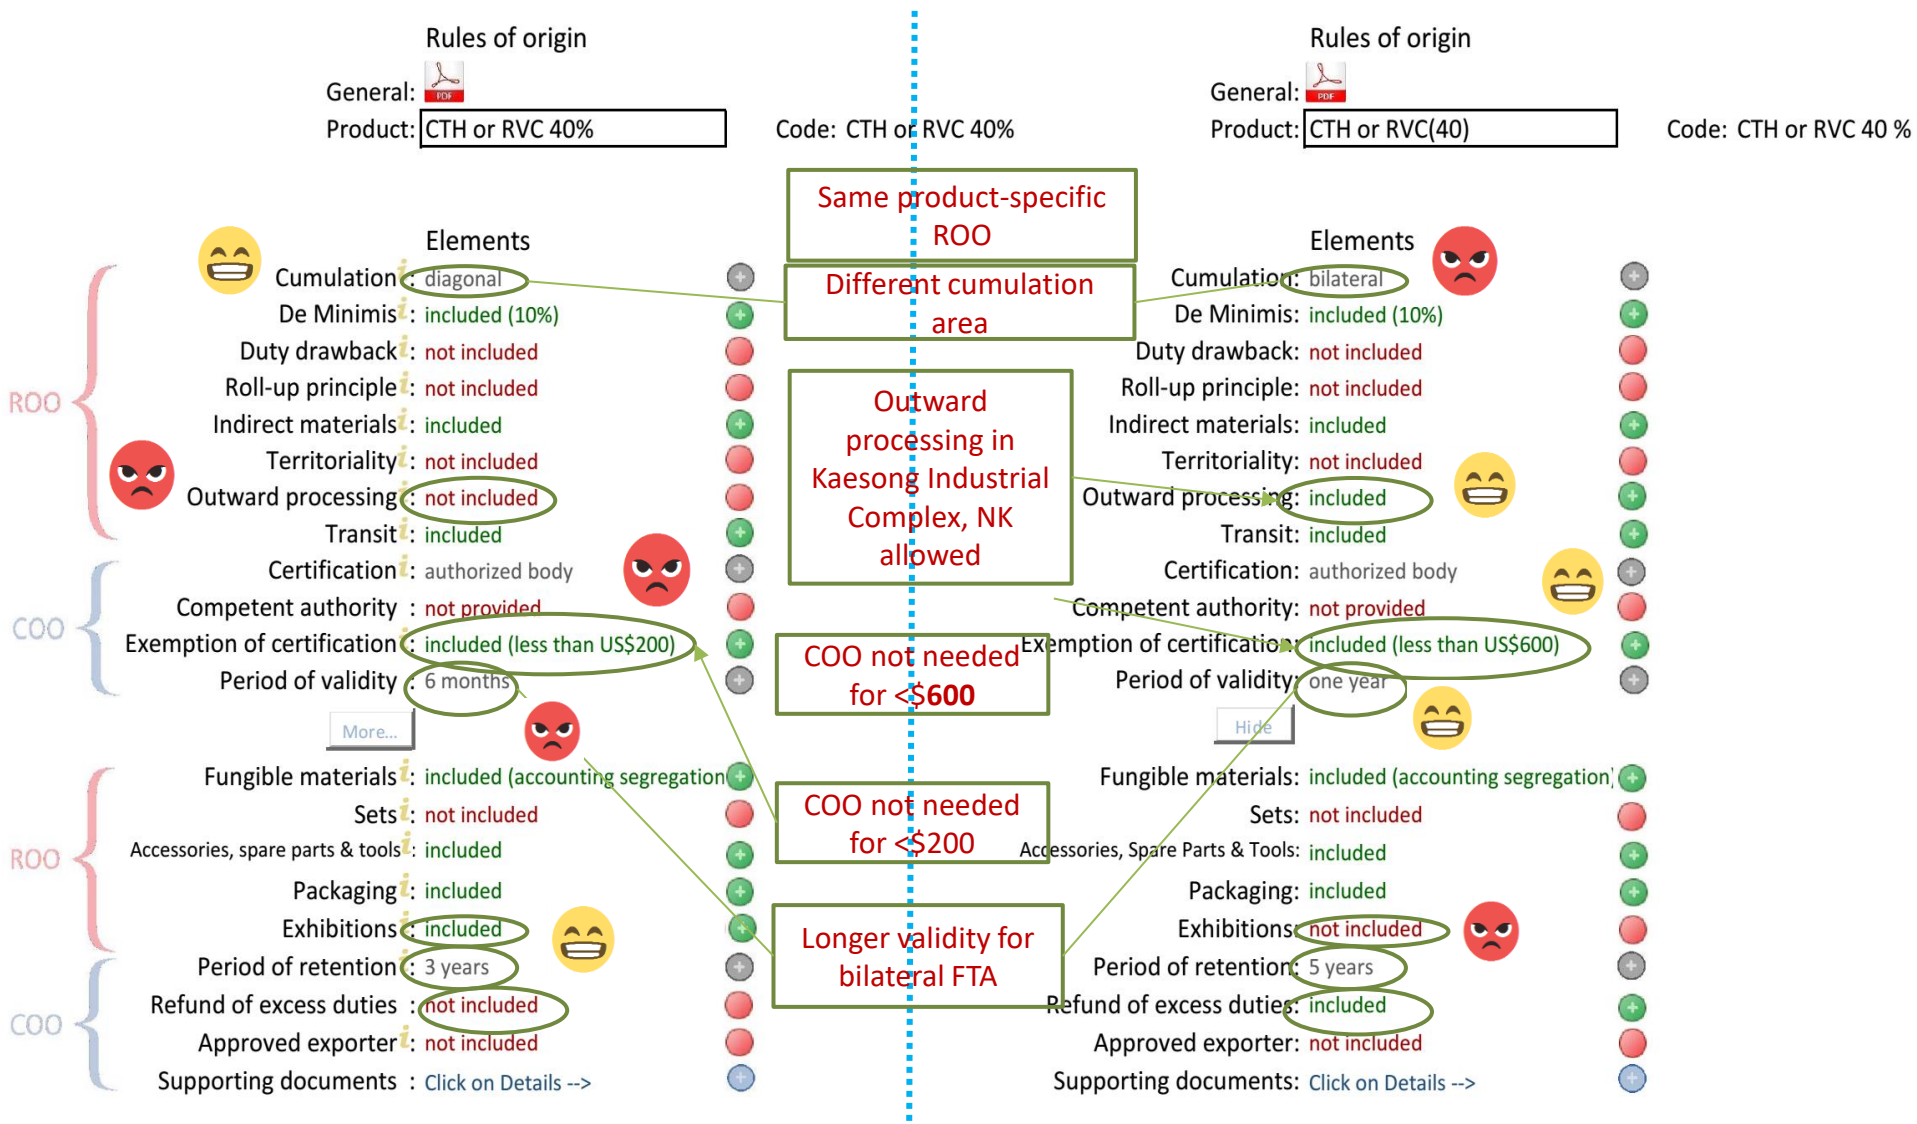 Rules of origin
General:
PDF
Product: CTH or RVC 40%
Code: CTH or RVC 40%
Elements
Cumulation : diagonal
De Minimis : included (10%)
Duty drawback : not included
Roll-up principle : not included
Indirect materials : included
Territoriality : not included
Outward processing : not included
Transit : included
Certification : authorized body
Competent authority : not provided
Exemption of certification : included (less than US$200)
Period of validity : 6 months
More...
Fungible materials : included (accounting segregation
Sets : not included
Accessories, spare parts & tools : included
Packaging : included
Exhibitions : included
Period of retention : 3 years
Refund of excess duties : not included
Approved exporter : not included
Supporting documents : Click on Details -->
ROO
COO
ROO
COO
Same product-specific
ROO
Different cumulation
area
Outward
processing in
Kaesong Industrial
Complex, NK
allowed
COO not needed
for <$600
COO not needed
for <$200
Longer validity for
bilateral FTA
Rules of origin
General:
PDF
Product: CTH or RVC(40)
Code: CTH or RVC 40 %
Elements
Cumulation: bilateral
De Minimis: included (10%)
Duty drawback: not included
Roll-up principle: not included
Indirect materials: included
Territoriality: not included
Outward processing: included
Transit: included
Certification: authorized body
Competent authority: not provided
Exemption of certification: included (less than US$600)
Period of validity: one year
Hide
Fungible materials: included (accounting segregation)
Sets: not included
Accessories, Spare Parts & Tools: included
Packaging: included
Exhibitions: not included
Period of retention: 5 years
Refund of excess duties: included
Approved exporter: not included
Supporting documents: Click on Details -->